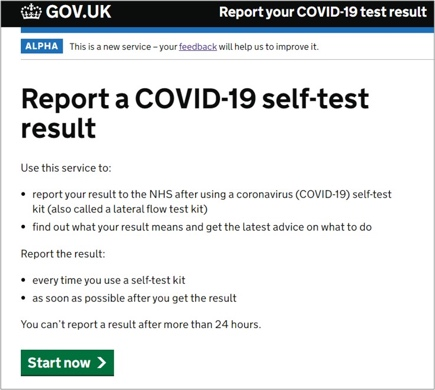 GOV.UK Report your COVID-19 test result
ALPHA This is a new service – your feedback will help us to improve it.
Report a COVID-19 self-test
result
Use this service to:
• report your result to the NHS after using a coronavirus (COVID-19) self-test
kit (also called a lateral flow test kit)
• find out what your result means and get the latest advice on what to do
Report the result:
• every time you use a self-test kit
• as soon as possible after you get the result
You can't report a result after more than 24 hours.
Start now